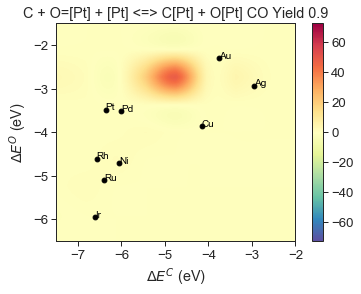 C + O=[Pt] + [Pt] <=> C[Pt] + O[Pt] CO Yield 0.9
60
40
20
0
−20
−40
−60
−2
−3
−4
−5
−6
ΔE^O (eV)
Au
Ag
Pt
Pd
Cu
Rh
Ni
Ru
Ir
−7
−6
−5
−4
−3
−2
ΔE^C (eV)